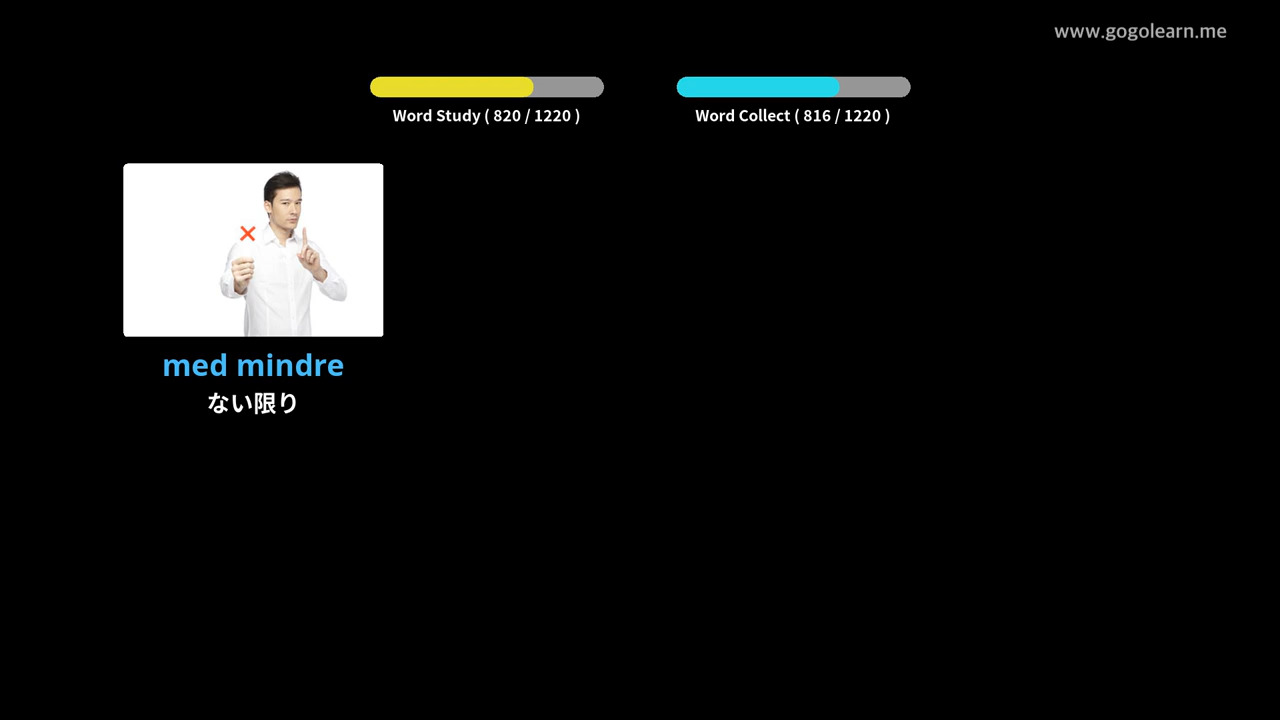 www.gogolearn.me
Word Study ( 820 / 1220 )
Word Collect ( 816 / 1220 )
med mindre
ない限り